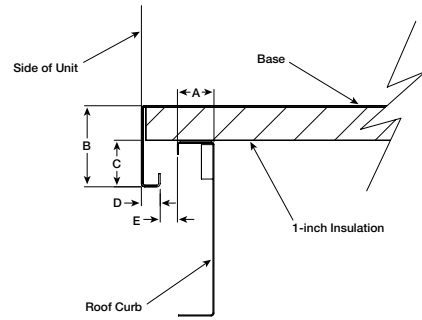 Side of Unit
Base
A
B
C
D
E
1-inch Insulation
Roof Curb